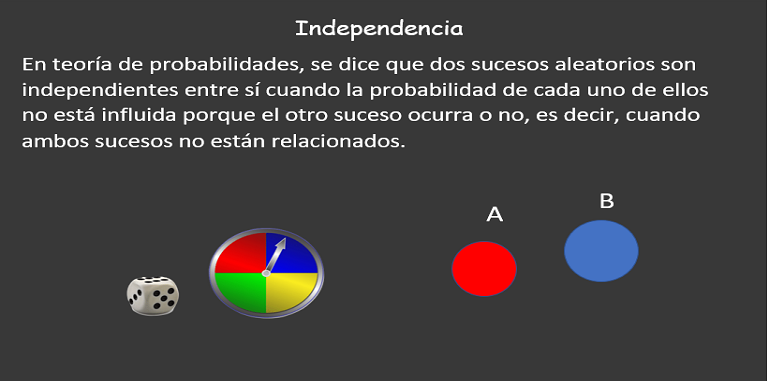 Independencia
En teoría de probabilidades, se dice que dos sucesos aleatorios son
independientes entre sí cuando la probabilidad de cada uno de ellos
no está influida porque el otro suceso ocurra o no, es decir, cuando
ambos sucesos no están relacionados.
A
B